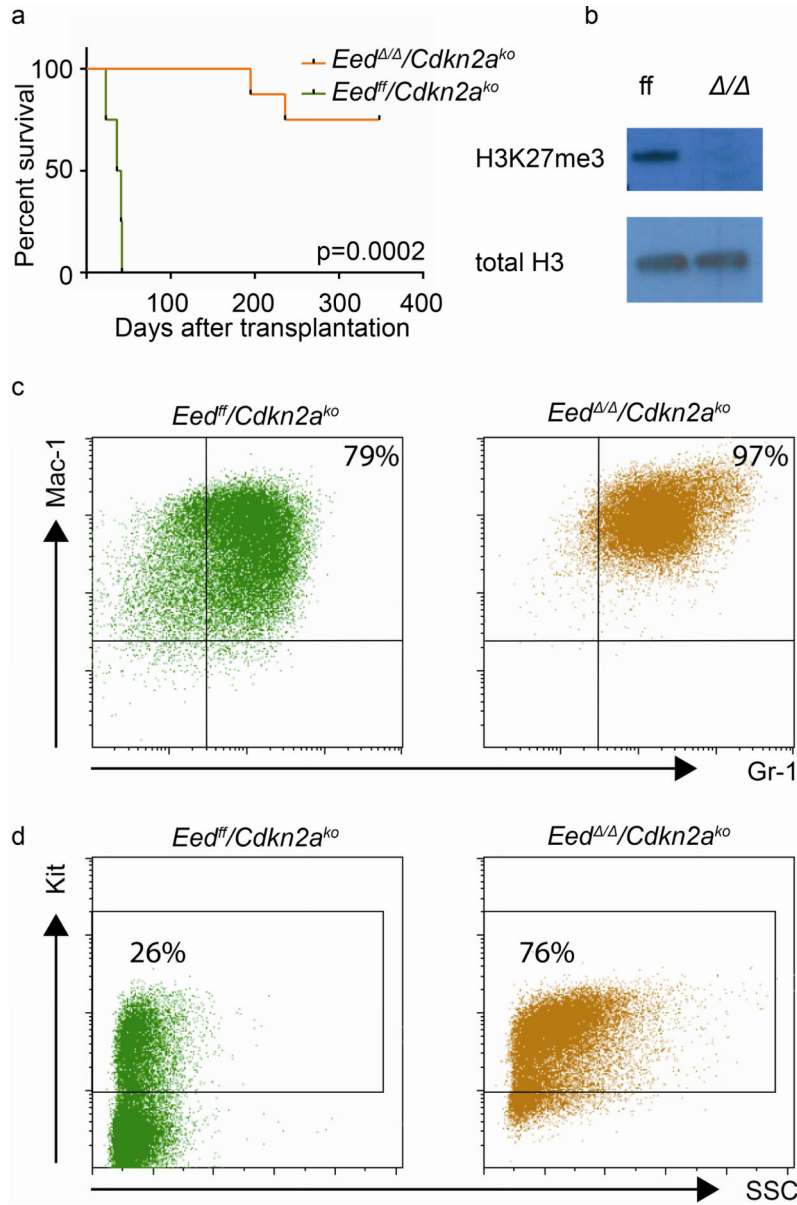 a
Eed^Δ/Δ/Cdkn2a^ko
Eed^ff/Cdkn2a^ko
100
50
0
Percent survival
p=0.0002
100 200 300 400
Days after transplantation
b
ff Δ/Δ
H3K27me3
total H3
c
Eed^ff/Cdkn2a^ko Eed^Δ/Δ/Cdkn2a^ko
79% 97%
Mac-1
Gr-1
d
Eed^ff/Cdkn2a^ko Eed^Δ/Δ/Cdkn2a^ko
Kit
26% 76%
SSC